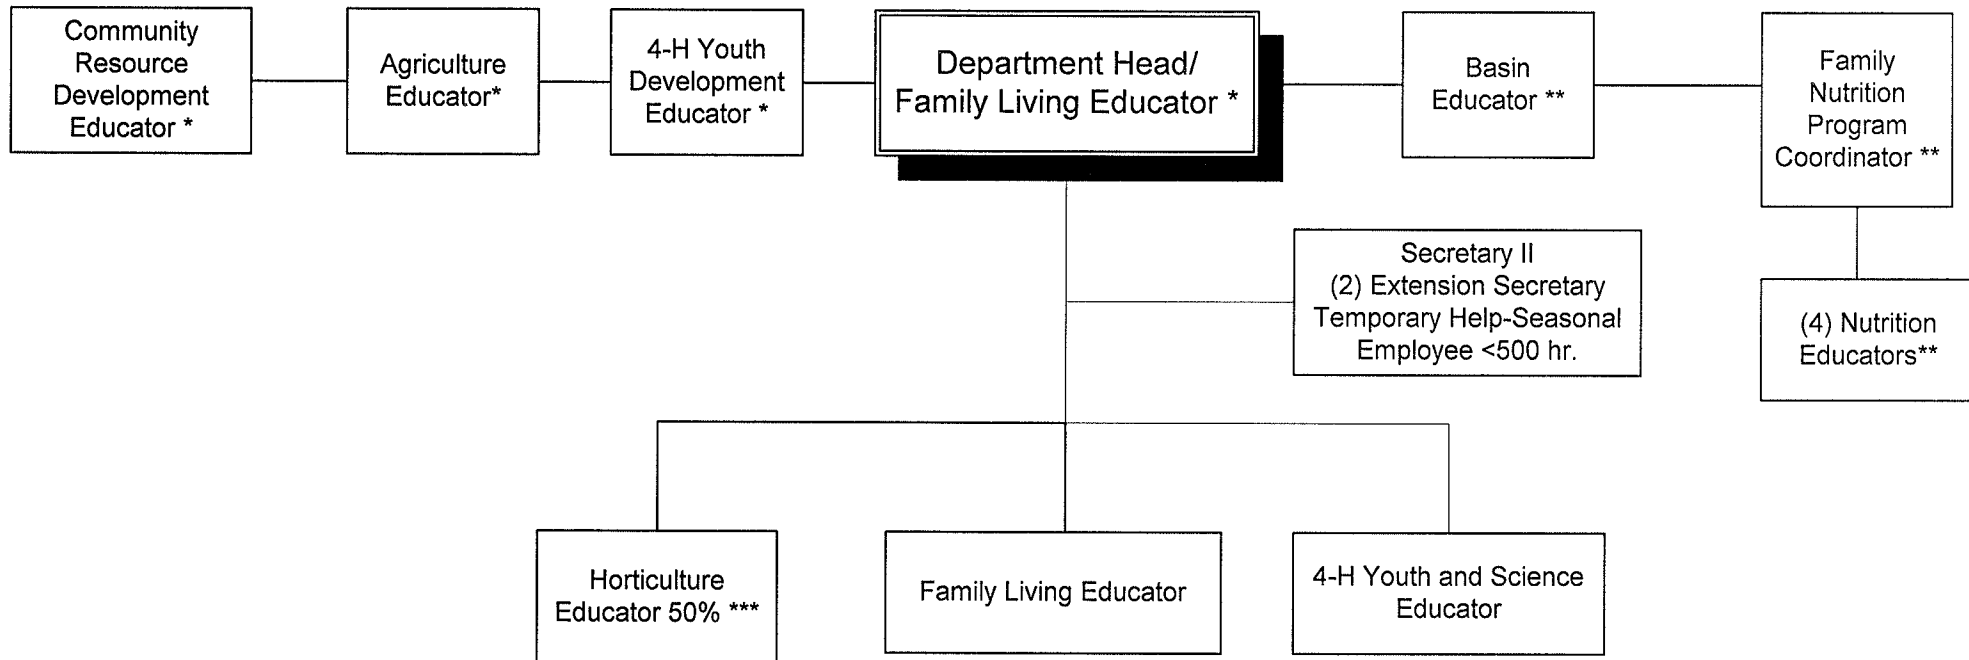 Community
Resource
Development
Educator *
Agriculture
Educator*
4-H Youth
Development
Educator *
Department Head/
Family Living Educator *
Basin
Educator **
Family
Nutrition
Program
Coordinator **
Secretary II
(2) Extension Secretary
Temporary Help-Seasonal
Employee <500 hr.
(4) Nutrition
Educators**
Horticulture
Educator 50% ***
Family Living Educator
4-H Youth and Science
Educator